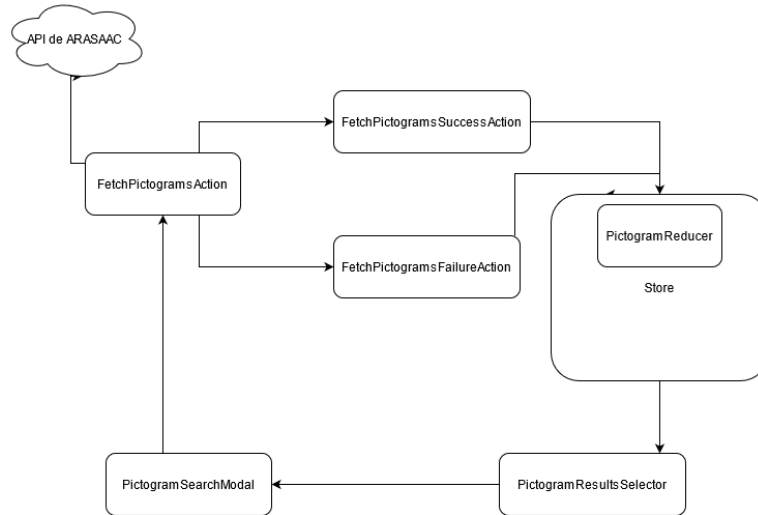 API de ARASAAC
FetchPictogramsSuccessAction
FetchPictogramsAction
PictogramReducer
FetchPictogramsFailureAction
Store
PictogramSearchModal
PictogramResultsSelector